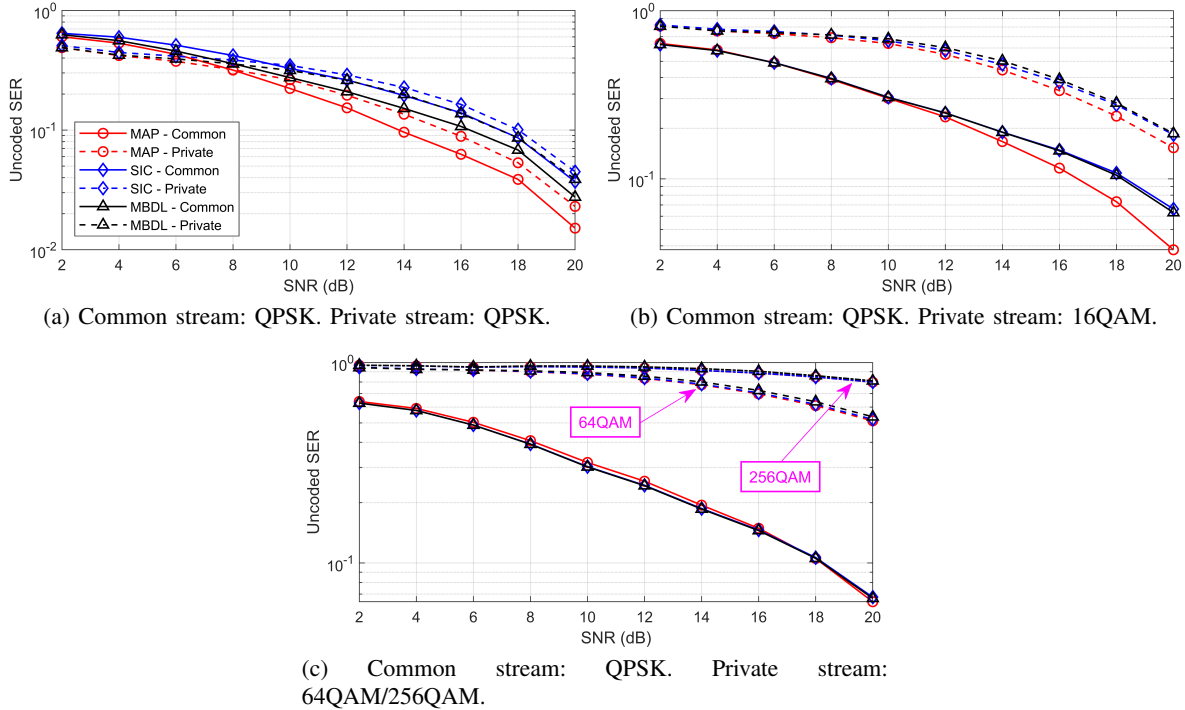 10^0
10^-1
10^-2
Uncoded SER
MAP - Common
MAP - Private
SIC - Common
SIC - Private
MBDL - Common
MBDL - Private
2 4 6 8 10 12 14 16 18 20
SNR (dB)
(a) Common stream: QPSK. Private stream: QPSK.
10^0
10^-1
Uncoded SER
2 4 6 8 10 12 14 16 18 20
SNR (dB)
(b) Common stream: QPSK. Private stream: 16QAM.
10^0
10^-1
Uncoded SER
64QAM
256QAM
2 4 6 8 10 12 14 16 18 20
SNR (dB)
(c) Common stream: QPSK. Private stream:
64QAM/256QAM.